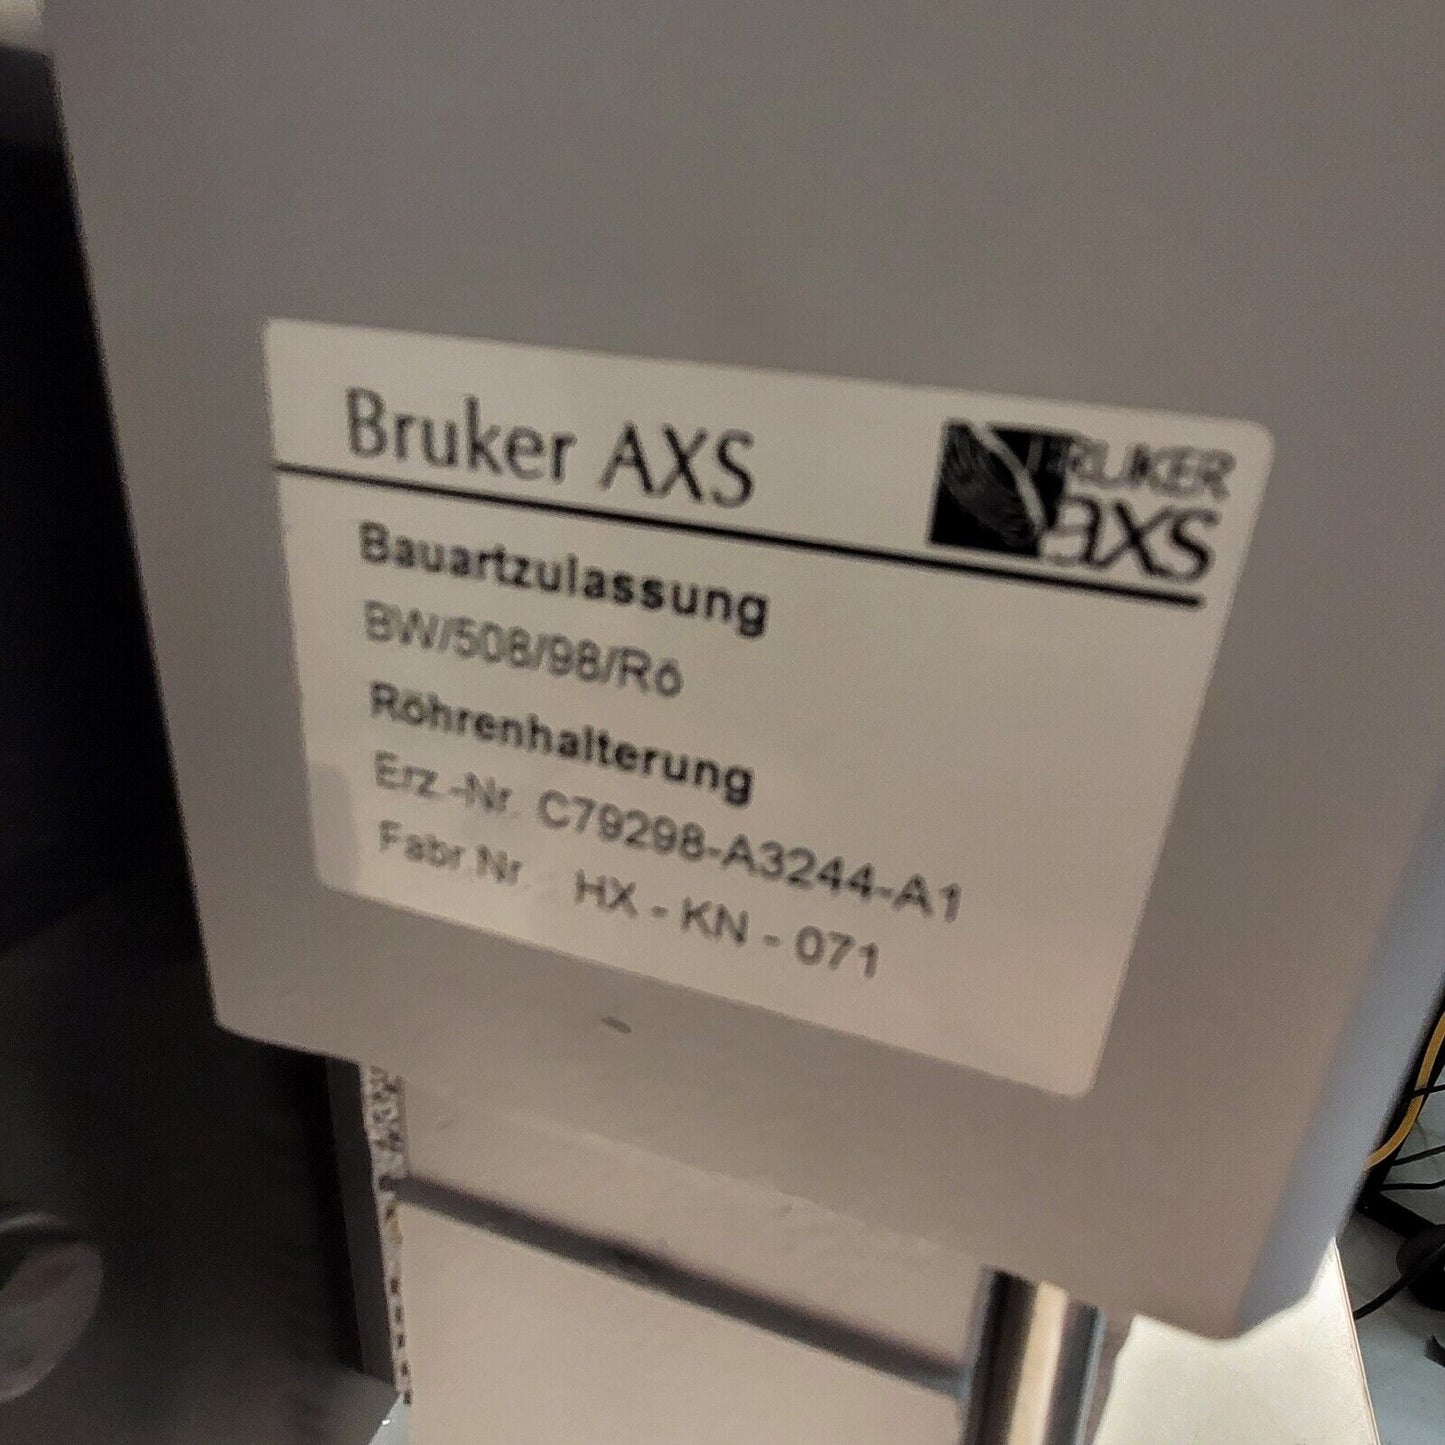 Bruker AXS
BRUKER
axs
Bauartzulassung
BW/508/98/Rö
Röhrenhalterung
Erz.-Nr. C79298-A3244-A1
Fabr.Nr. HX - KN - 071